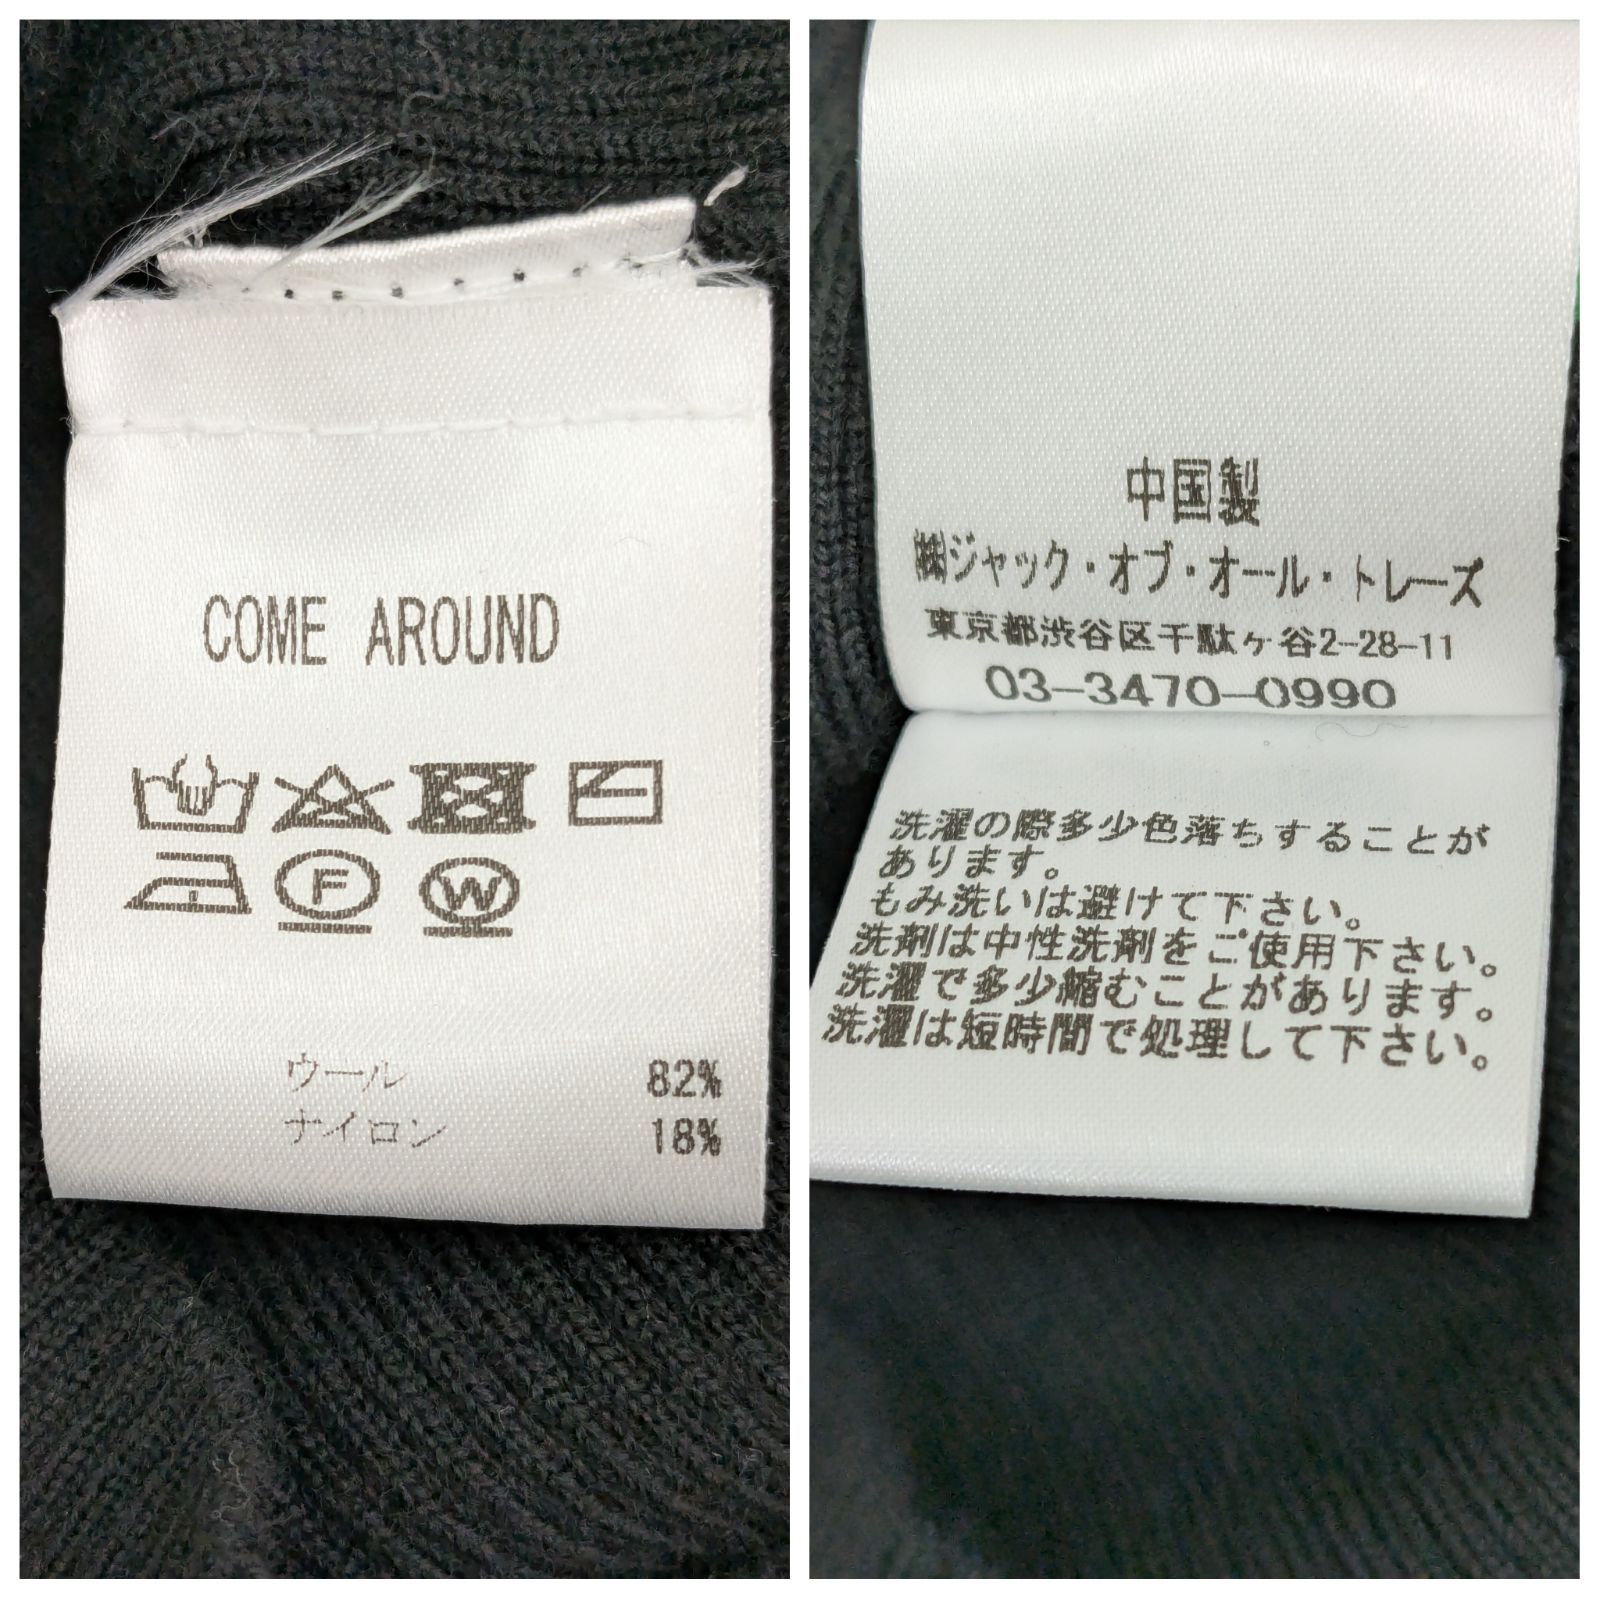 COME AROUND
F W
ウール 82%
ナイロン 18%
中国製
㈱ジャック・オブ・オール・トレーズ
東京都渋谷区千駄ヶ谷2-28-11
03-3470-0990
洗濯の際多少色落ちすることが
あります。
もみ洗いは避けて下さい。
洗剤は中性洗剤をご使用下さい。
洗濯で多少縮むことがあります。
洗濯は短時間で処理して下さい。